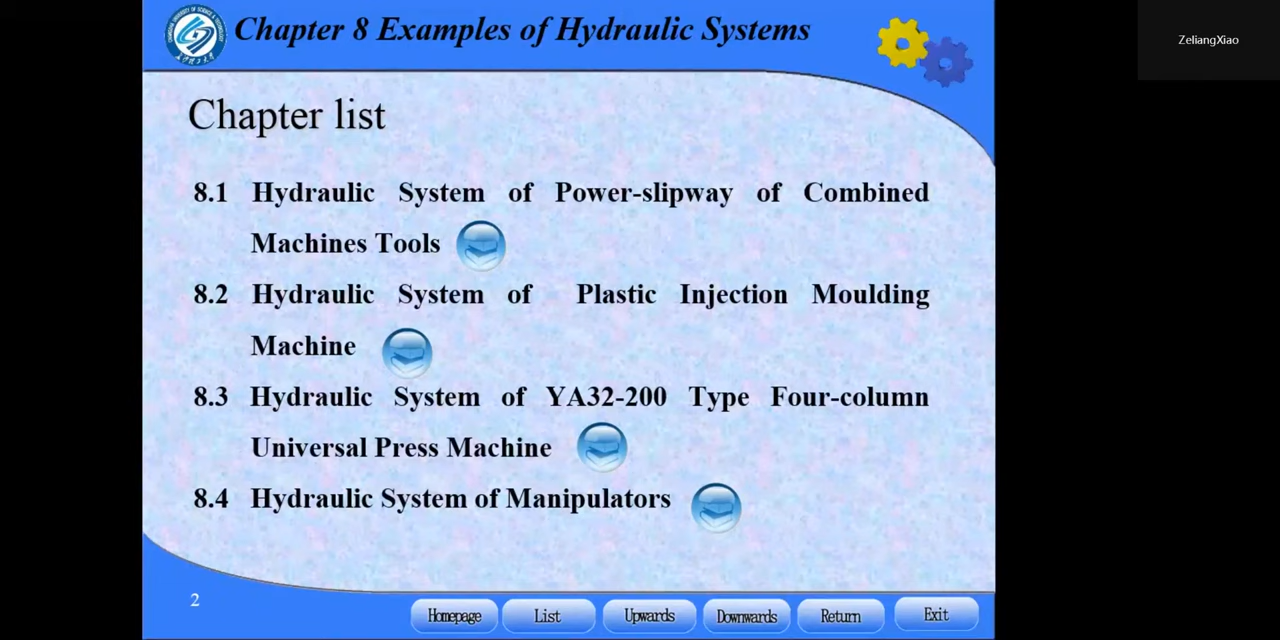 Chapter 8 Examples of Hydraulic Systems
ZeliangXiao
Chapter list
8.1 Hydraulic System of Power-slipway of Combined
Machines Tools
8.2 Hydraulic System of Plastic Injection Moulding
Machine
8.3 Hydraulic System of YA32-200 Type Four-column
Universal Press Machine
8.4 Hydraulic System of Manipulators
2
Homepage List Upwards Downwards Return Exit